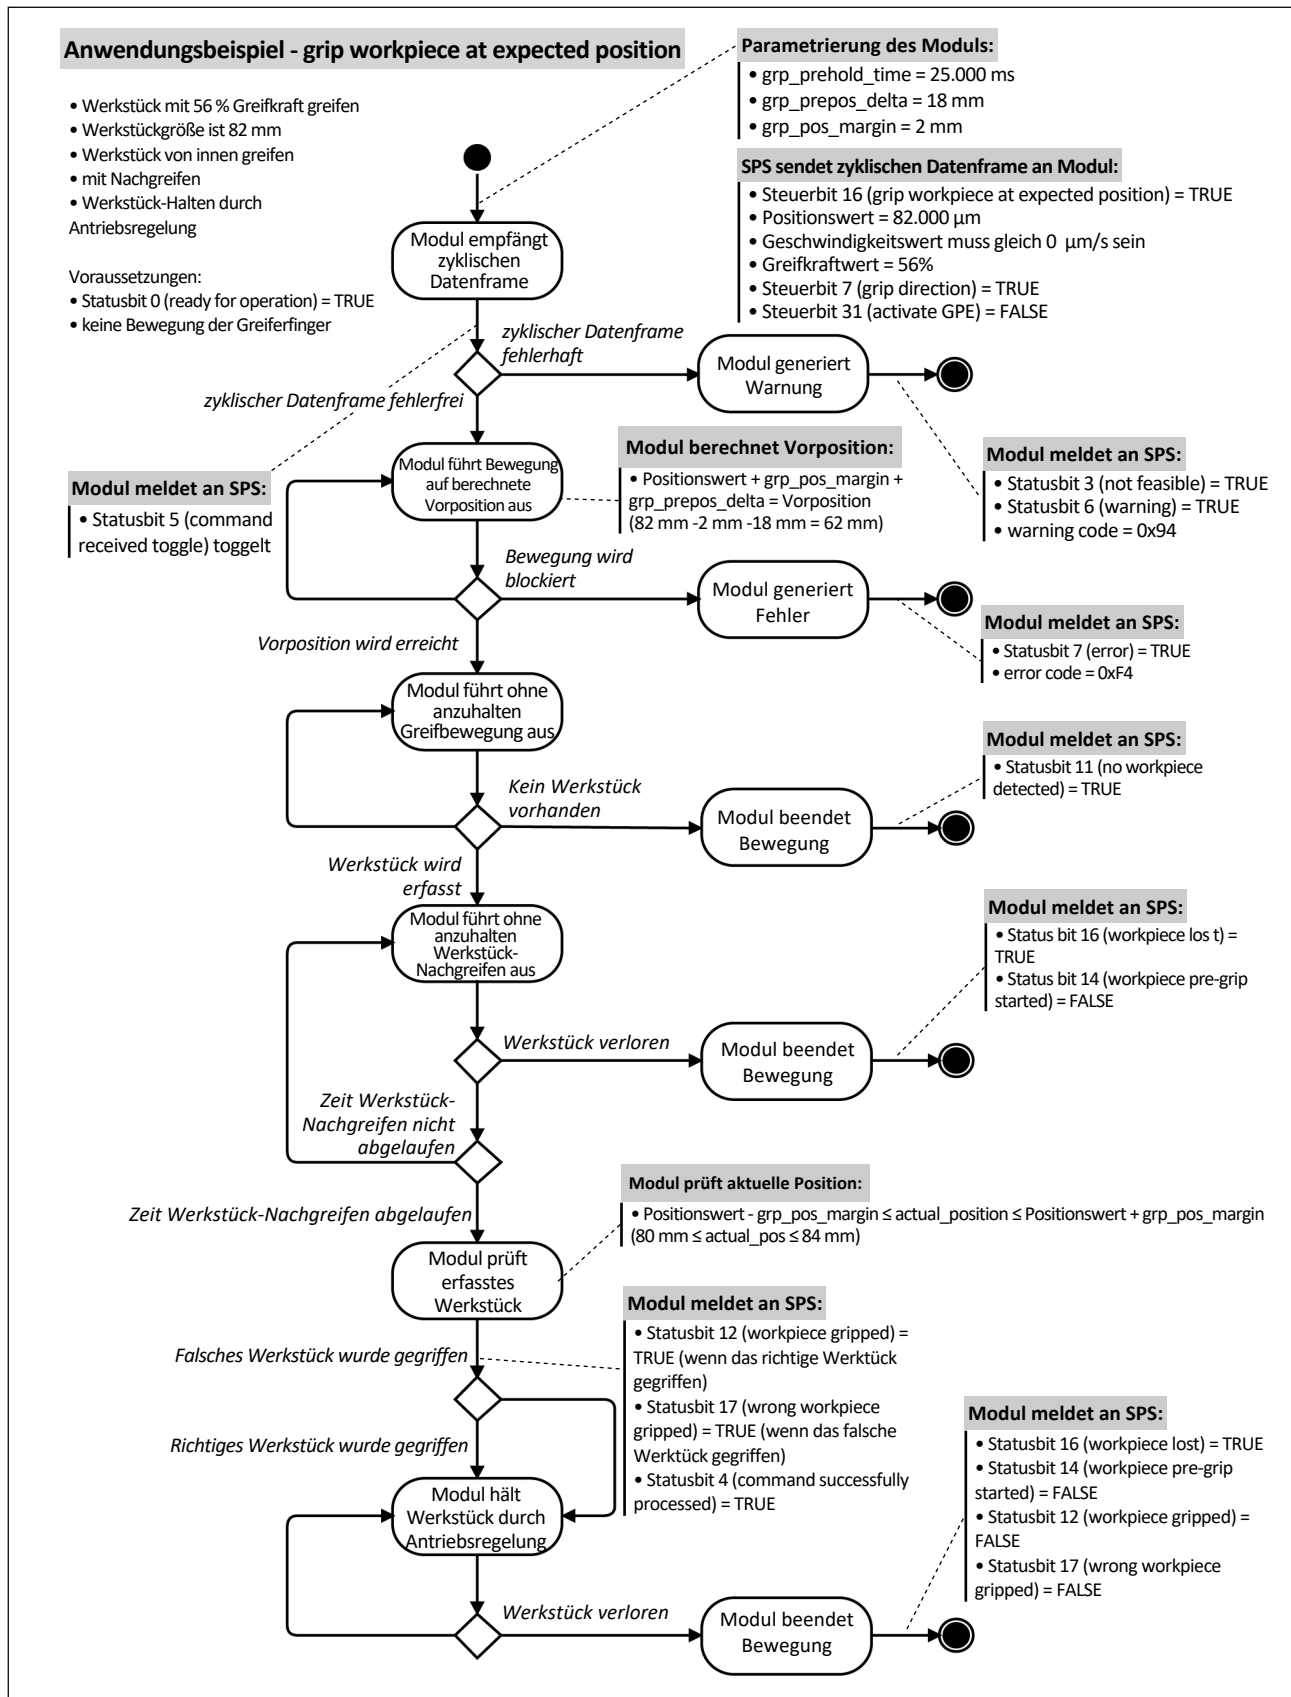 Anwendungsbeispiel - grip workpiece at expected position
• Werkstück mit 56 % Greifkraft greifen
• Werkstückgröße ist 82 mm
• Werkstück von innen greifen
• mit Nachgreifen
• Werkstück-Halten durch
Antriebsregelung
Voraussetzungen:
• Statusbit 0 (ready for operation) = TRUE
• keine Bewegung der Greiferfinger
Parametrierung des Moduls:
• grp_prehold_time = 25.000 ms
• grp_prepos_delta = 18 mm
• grp_pos_margin = 2 mm
SPS sendet zyklischen Datenframe an Modul:
• Steuerbit 16 (grip workpiece at expected position) = TRUE
• Positionswert = 82.000 µm
• Geschwindigkeitswert muss gleich 0 µm/s sein
• Greifkraftwert = 56%
• Steuerbit 7 (grip direction) = TRUE
• Steuerbit 31 (activate GPE) = FALSE
Modul empfängt
zyklischen
Datenframe
zyklischer Datenframe
fehlerhaft
Modul generiert
Warnung
zyklischer Datenframe fehlerfrei
Modul meldet an SPS:
• Statusbit 3 (not feasible) = TRUE
• Statusbit 6 (warning) = TRUE
• warning code = 0x94
Modul meldet an SPS:
• Statusbit 5 (command
received toggle) toggelt
Modul führt Bewegung
auf berechnete
Vorposition aus
Modul berechnet Vorposition:
• Positionswert + grp_pos_margin +
grp_prepos_delta = Vorposition
(82 mm -2 mm -18 mm = 62 mm)
Bewegung wird
blockiert
Modul generiert
Fehler
Modul meldet an SPS:
• Statusbit 7 (error) = TRUE
• error code = 0xF4
Vorposition wird erreicht
Modul führt ohne
anzuhalten
Greifbewegung aus
Kein Werkstück
vorhanden
Modul beendet
Bewegung
Modul meldet an SPS:
• Statusbit 11 (no workpiece
detected) = TRUE
Werkstück wird
erfasst
Modul führt ohne
anzuhalten
Werkstück-
Nachgreifen aus
Werkstück verloren
Modul beendet
Bewegung
Modul meldet an SPS:
• Status bit 16 (workpiece los t) =
TRUE
• Status bit 14 (workpiece pre-grip
started) = FALSE
Zeit Werkstück-
Nachgreifen nicht
abgelaufen
Zeit Werkstück-Nachgreifen abgelaufen
Modul prüft
erfasstes
Werkstück
Modul prüft aktuelle Position:
• Positionswert - grp_pos_margin ≤ actual_position ≤ Positionswert + grp_pos_margin
(80 mm ≤ actual_pos ≤ 84 mm)
Falsches Werkstück wurde gegriffen
Modul meldet an SPS:
• Statusbit 12 (workpiece gripped) =
TRUE (wenn das richtige Werktück
gegriffen)
• Statusbit 17 (wrong workpiece
gripped) = TRUE (wenn das falsche
Werktück gegriffen)
• Statusbit 4 (command successfully
processed) = TRUE
Richtiges Werkstück wurde gegriffen
Modul hält
Werkstück durch
Antriebsregelung
Werkstück verloren
Modul beendet
Bewegung
Modul meldet an SPS:
• Statusbit 16 (workpiece lost) = TRUE
• Statusbit 14 (workpiece pre-grip
started) = FALSE
• Statusbit 12 (workpiece gripped) =
FALSE
• Statusbit 17 (wrong workpiece
gripped) = FALSE